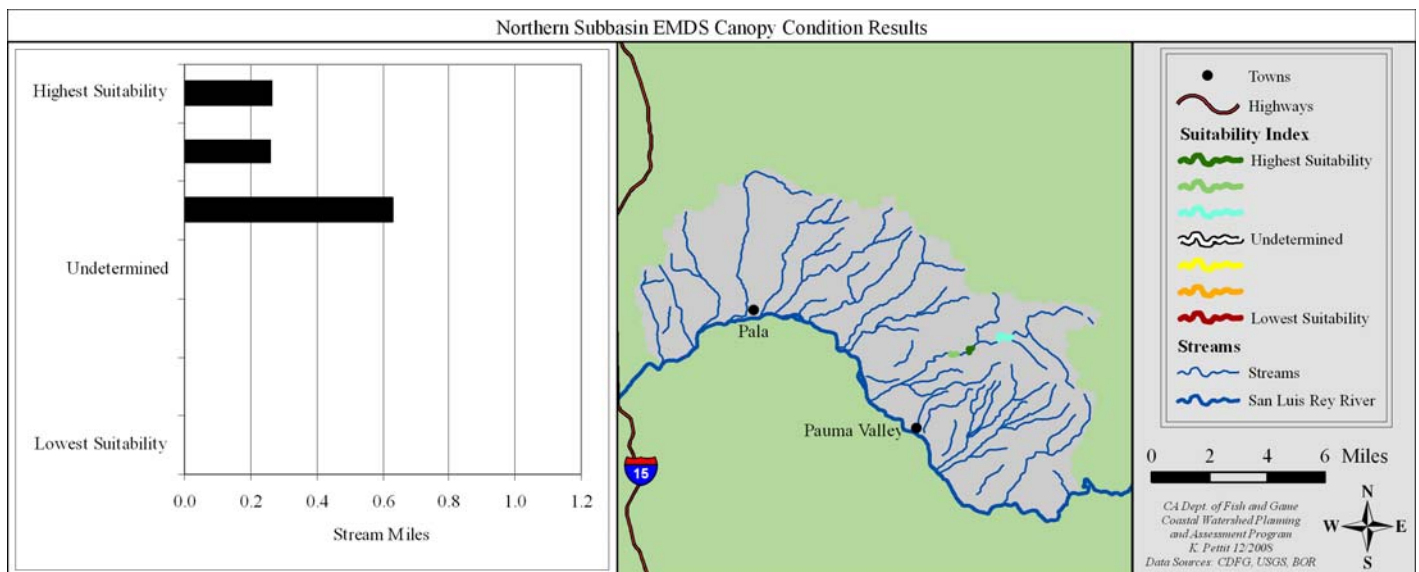 Northern Subbasin EMDS Canopy Condition Results
Highest Suitability
Undetermined
Lowest Suitability
0.0 0.2 0.4 0.6 0.8 1.0 1.2
Stream Miles
Pala
Pauma Valley
15
Towns
Highways
Suitability Index
Highest Suitability
Undetermined
Lowest Suitability
Streams
Streams
San Luis Rey River
0 2 4 6 Miles
CA Dept. of Fish and Game
Coastal Watershed Planning
and Assessment Program
K. Pettit 12/2008
Data Sources: CDFG, USGS, BOR
N
W E
S